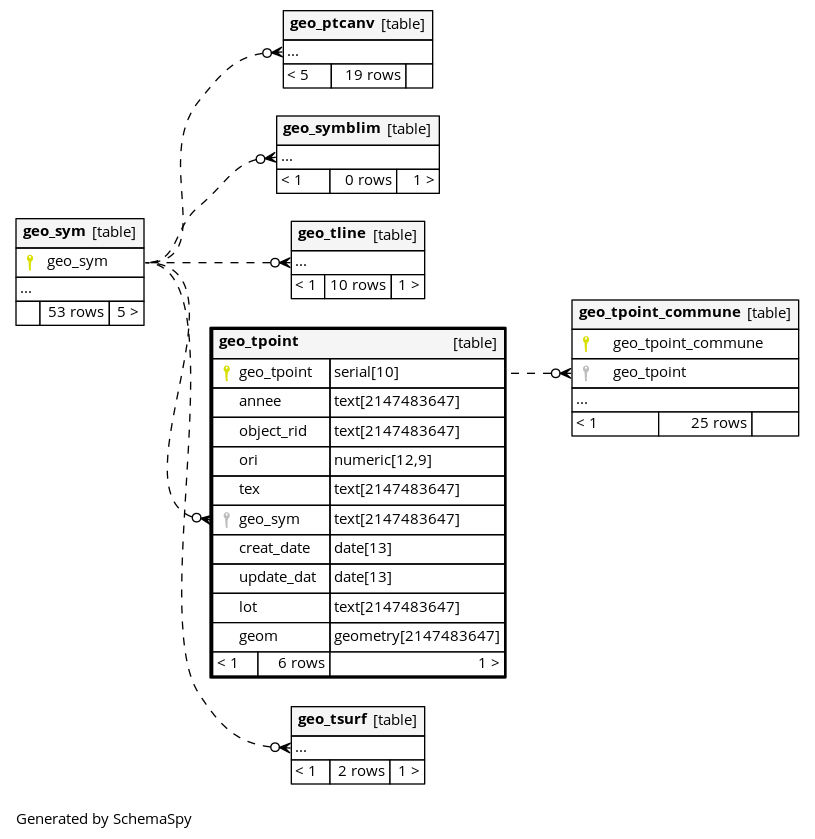 geo_ptcanv [table]
...
< 5 19 rows
geo_symblim [table]
...
< 1 0 rows 1 >
geo_sym [table]
geo_sym
...
53 rows 5 >
geo_tline [table]
...
< 1 10 rows 1 >
geo_tpoint [table]
geo_tpoint serial[10]
annee text[2147483647]
object_rid text[2147483647]
ori numeric[12,9]
tex text[2147483647]
geo_sym text[2147483647]
creat_date date[13]
update_dat date[13]
lot text[2147483647]
geom geometry[2147483647]
< 1 6 rows 1 >
geo_tpoint_commune [table]
geo_tpoint_commune
geo_tpoint
...
< 1 25 rows
geo_tsurf [table]
...
< 1 2 rows 1 >
Generated by SchemaSpy